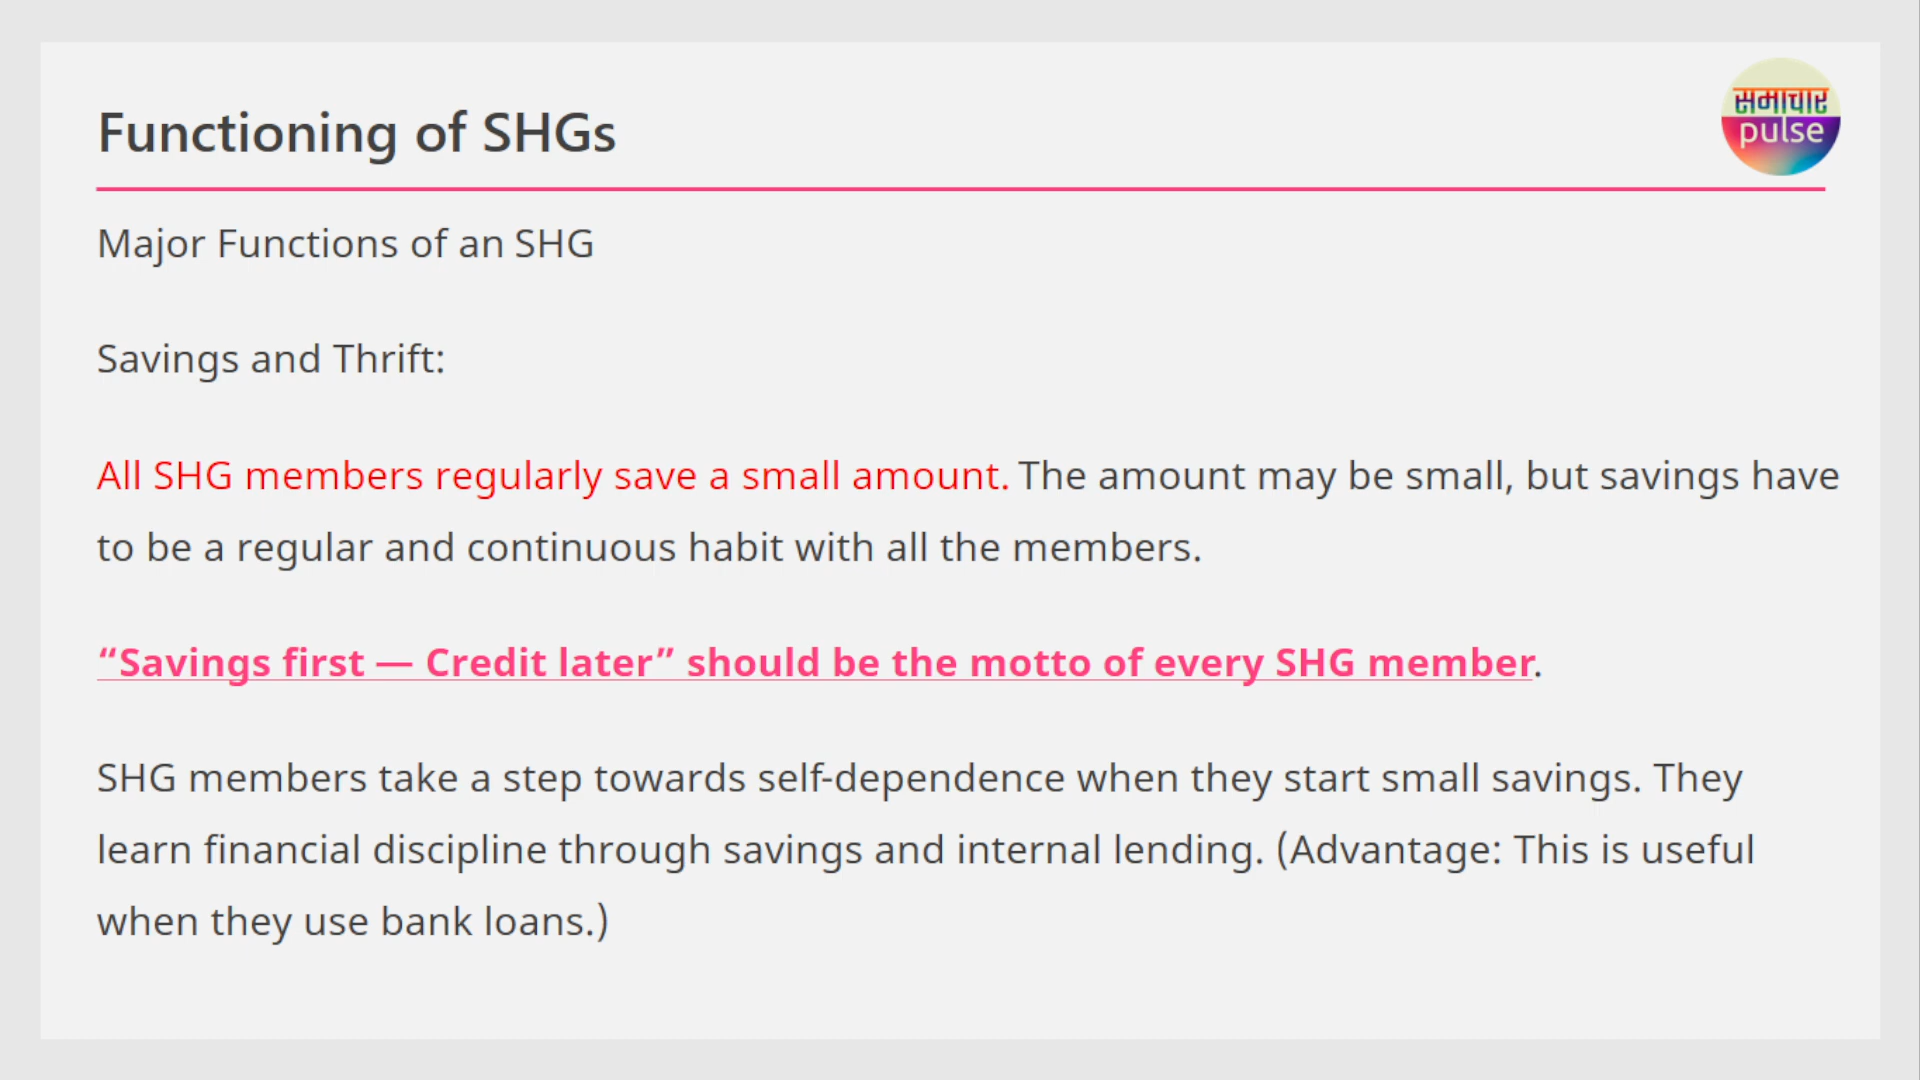 Functioning of SHGs
समाचार
pulse
Major Functions of an SHG
Savings and Thrift:
All SHG members regularly save a small amount. The amount may be small, but savings have
to be a regular and continuous habit with all the members.
“Savings first — Credit later” should be the motto of every SHG member.
SHG members take a step towards self-dependence when they start small savings. They
learn financial discipline through savings and internal lending. (Advantage: This is useful
when they use bank loans.)